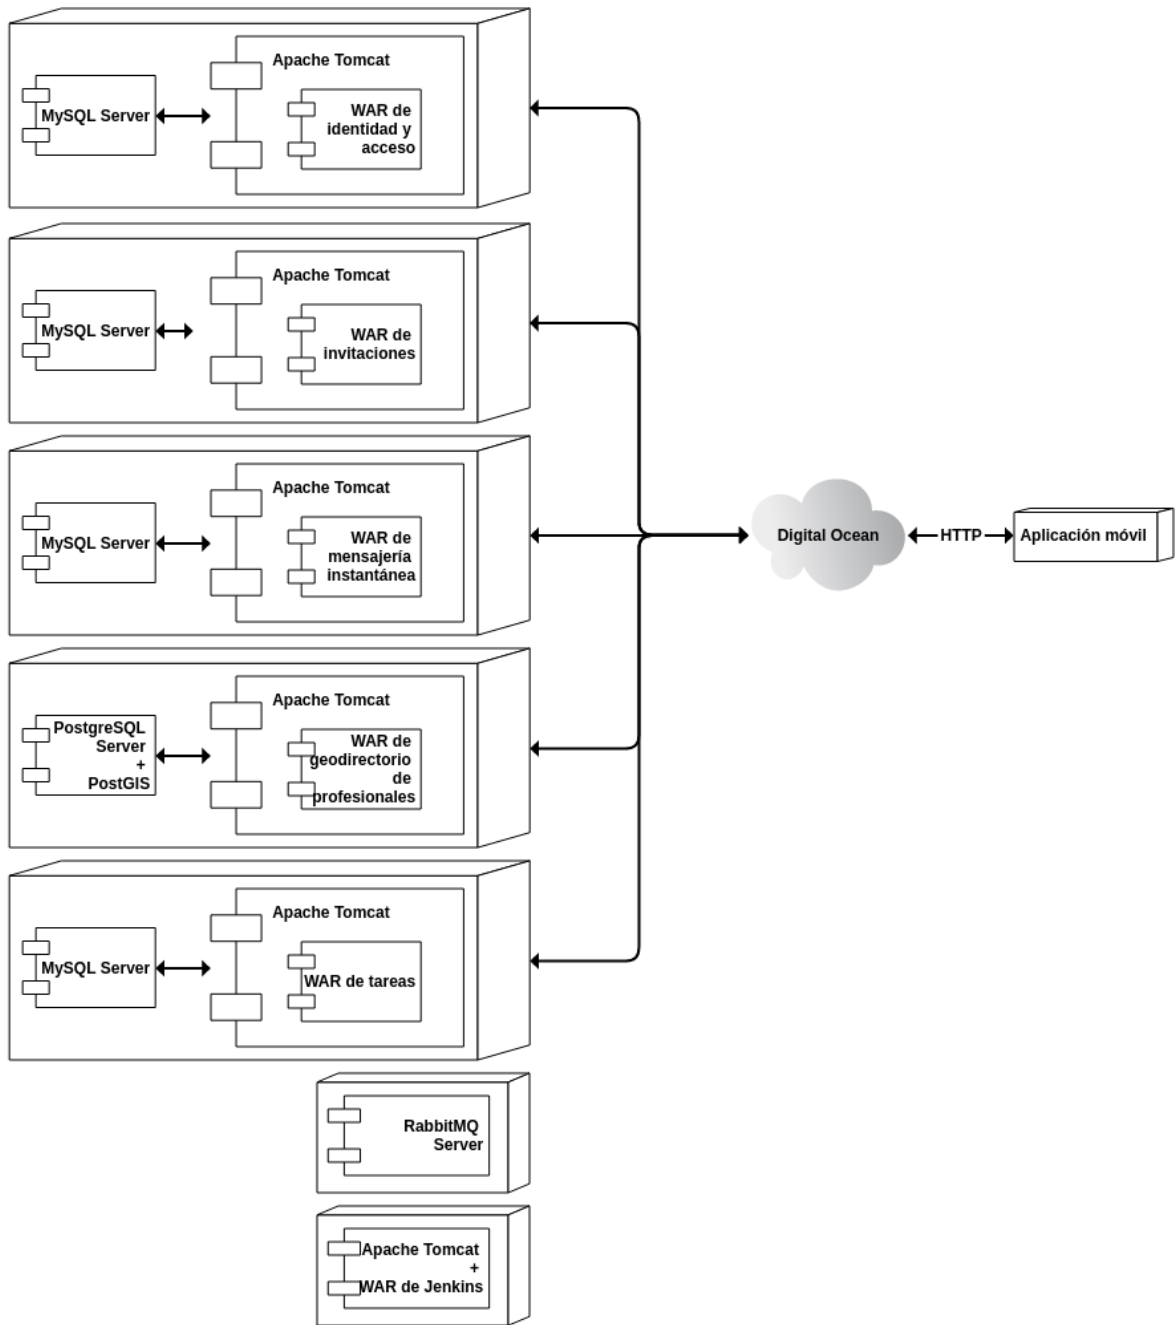 Apache Tomcat
MySQL Server
WAR de
identidad y
acceso
Apache Tomcat
MySQL Server
WAR de
invitaciones
Apache Tomcat
MySQL Server
WAR de
mensajería
instantánea
Digital Ocean
HTTP
Aplicación móvil
Apache Tomcat
PostgreSQL
Server
+
PostGIS
WAR de
geodirectorio
de
profesionales
Apache Tomcat
MySQL Server
WAR de tareas
RabbitMQ
Server
Apache Tomcat
+
WAR de Jenkins